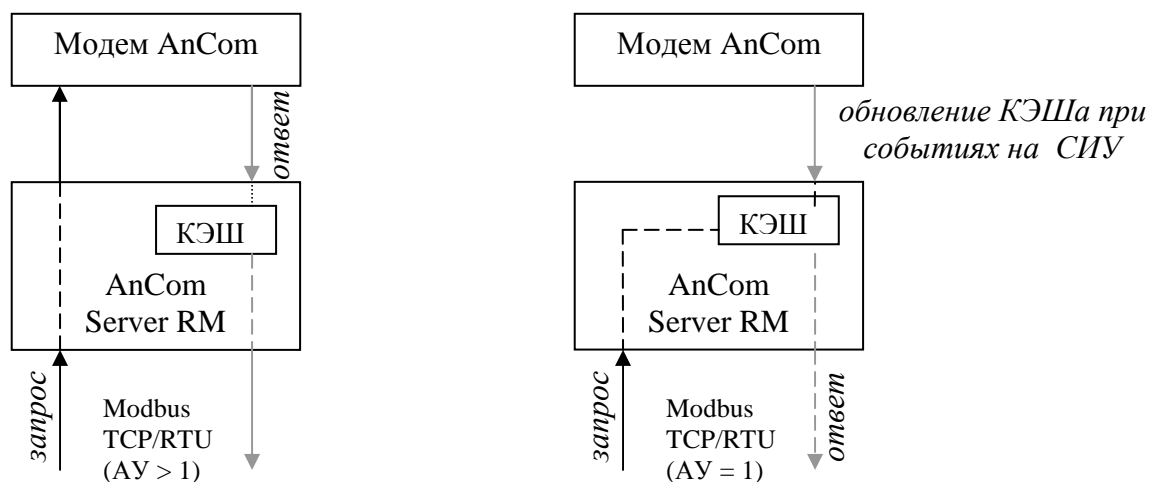 Модем AnCom
ответ
КЭШ
AnCom
Server RM
запрос
Modbus
TCP/RTU
(АУ > 1)
Модем AnCom
обновление КЭШа при
событиях на СИУ
КЭШ
AnCom
Server RM
запрос
Modbus
TCP/RTU
(АУ = 1)
ответ